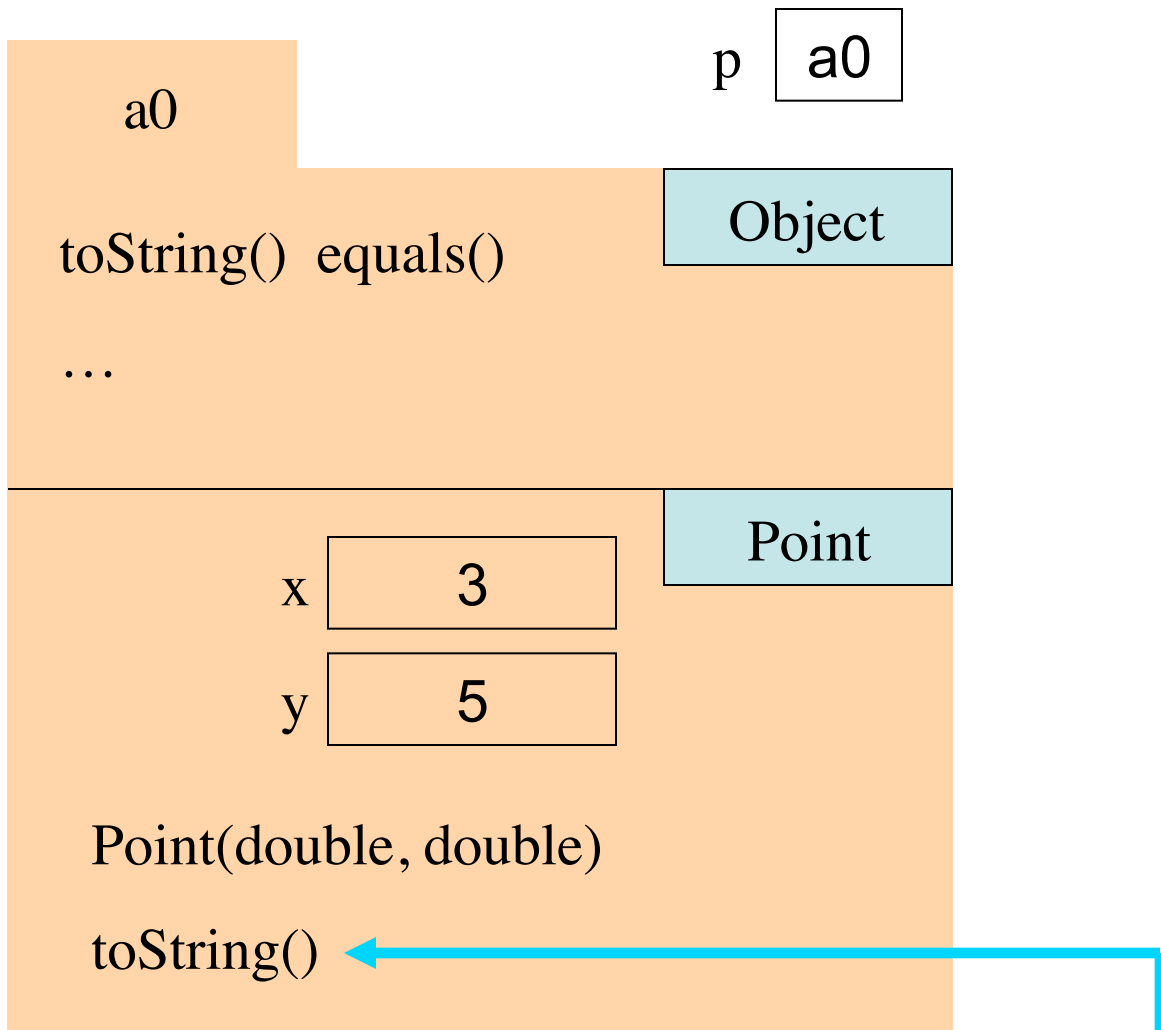 p a0
a0
Object
toString() equals()
…
Point
x 3
y 5
Point(double, double)
toString()